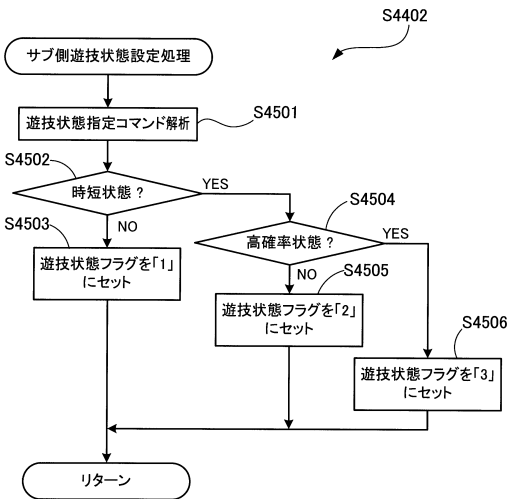 S4402
サブ側遊技状態設定処理
S4501
遊技状態指定コマンド解析
S4502
時短状態？
YES
NO
S4503
遊技状態フラグを「1」
にセット
S4504
高確率状態？
YES
NO
S4505
遊技状態フラグを「2」
にセット
S4506
遊技状態フラグを「3」
にセット
リターン